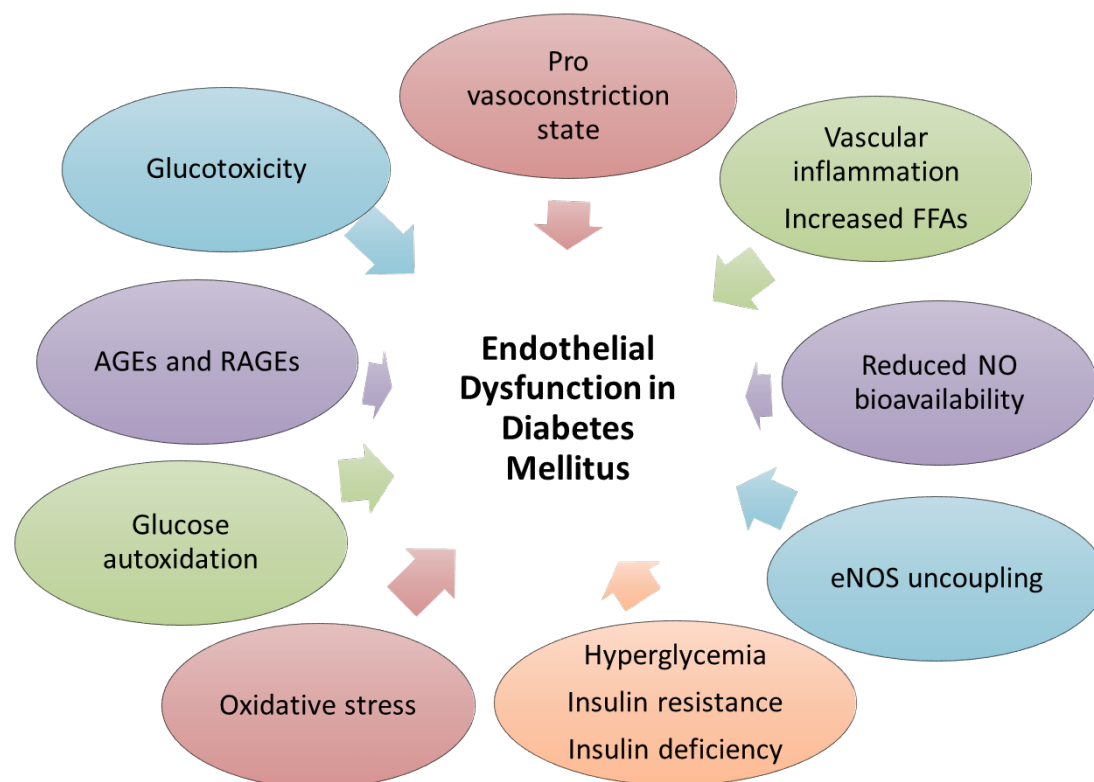 Pro
vasoconstriction
state
Vascular
inflammation
Increased FFAs
Glucotoxicity
AGEs and RAGEs
Endothelial
Dysfunction in
Diabetes
Mellitus
Reduced NO
bioavailability
Glucose
autoxidation
eNOS uncoupling
Oxidative stress
Hyperglycemia
Insulin resistance
Insulin deficiency